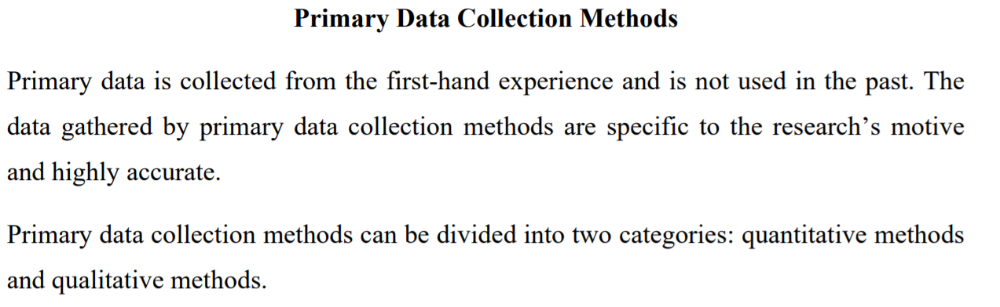 Primary Data Collection Methods
Primary data is collected from the first-hand experience and is not used in the past. The
data gathered by primary data collection methods are specific to the research’s motive
and highly accurate.
Primary data collection methods can be divided into two categories: quantitative methods
and qualitative methods.